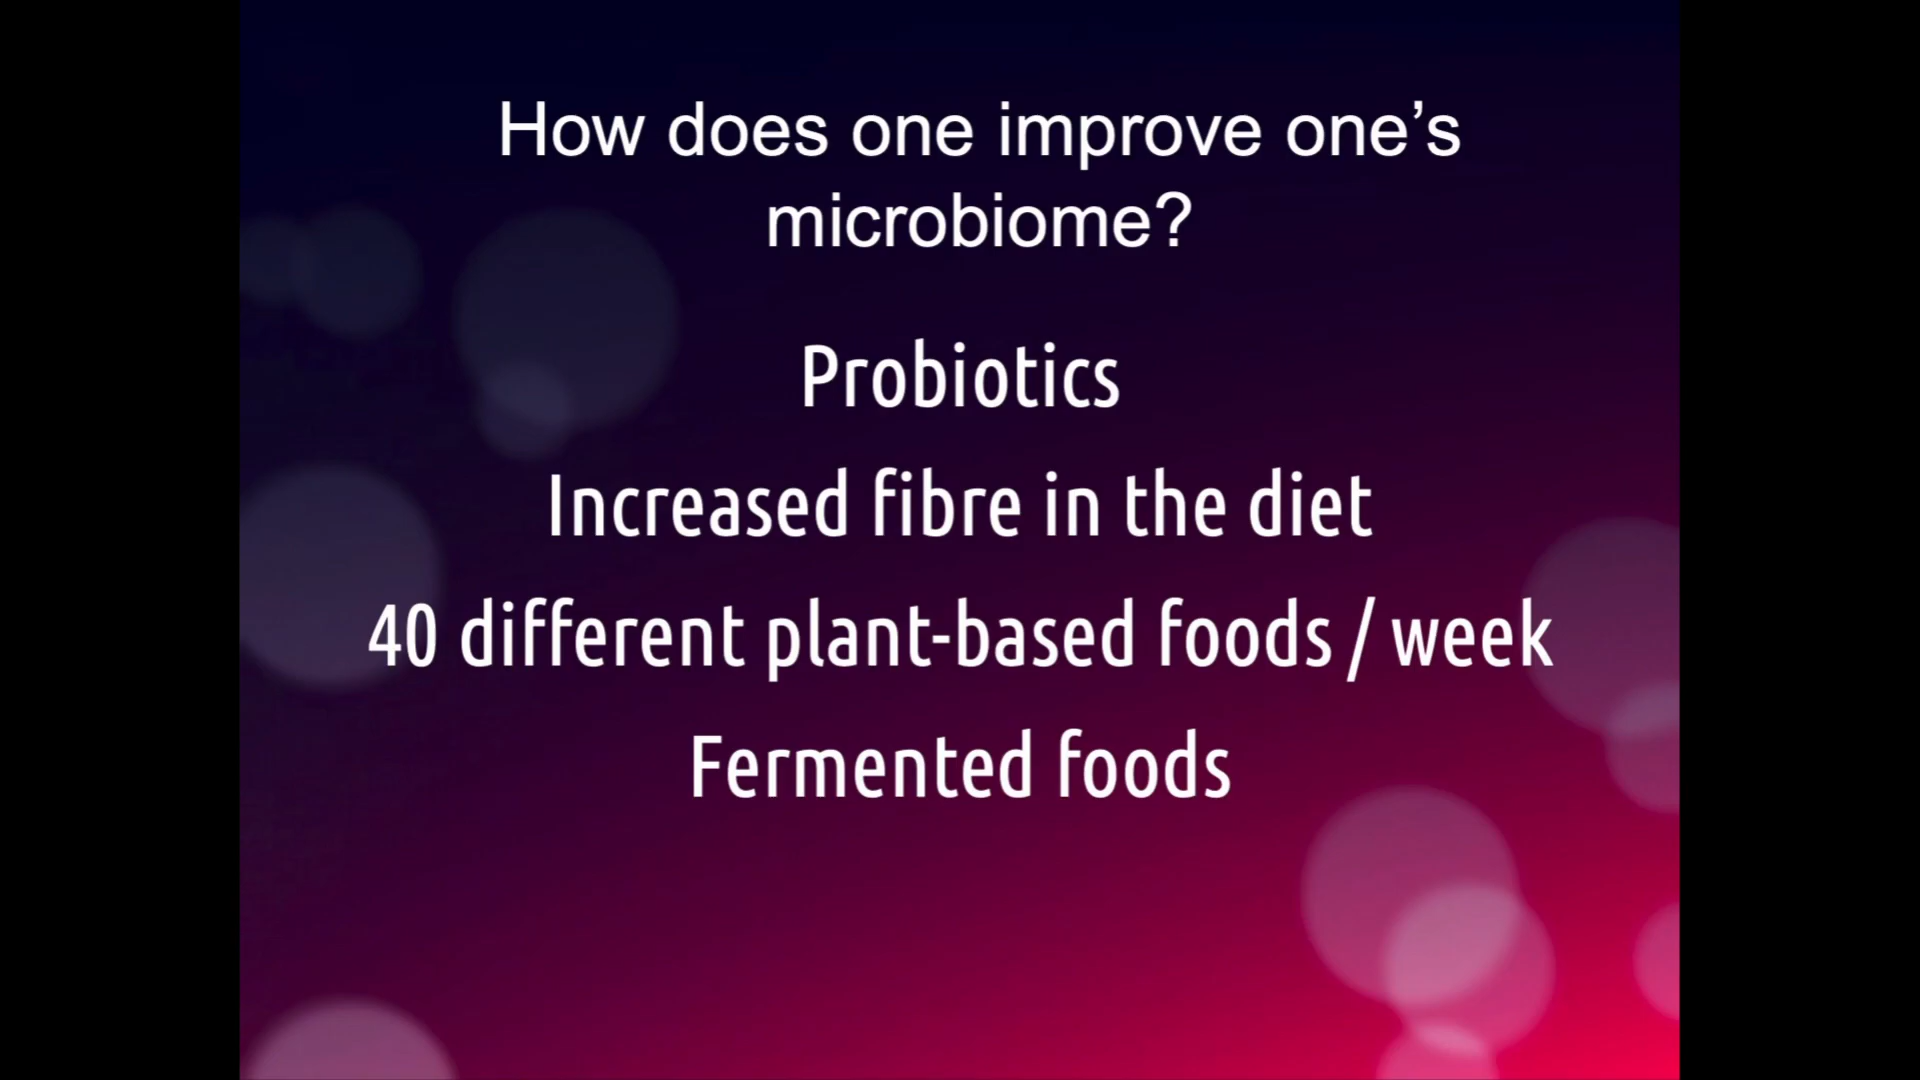 How does one improve one’s
microbiome?
Probiotics
Increased fibre in the diet
40 different plant-based foods / week
Fermented foods